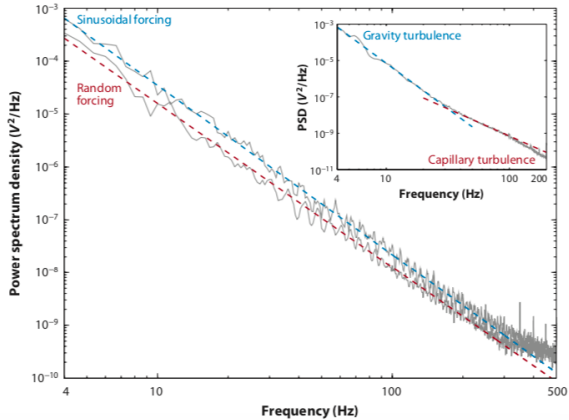 10⁻³
10⁻⁴
10⁻⁵
10⁻⁶
10⁻⁷
10⁻⁸
10⁻⁹
10⁻¹⁰
Power spectrum density (V²/Hz)
Sinusoidal forcing
Random
forcing
4
10
100
500
Frequency (Hz)
10⁻³
10⁻⁵
10⁻⁷
10⁻⁹
10⁻¹¹
PSD (V²/Hz)
Gravity turbulence
Capillary turbulence
4
10
100
200
Frequency (Hz)